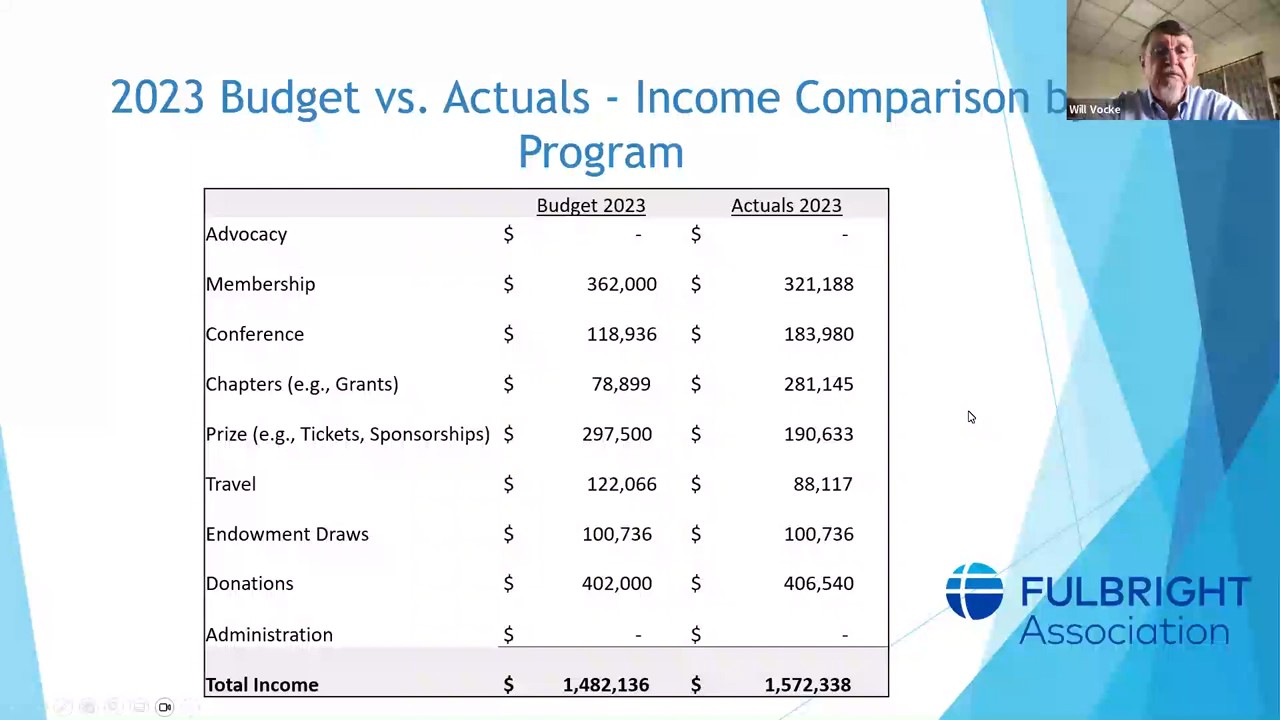 2023 Budget vs. Actuals - Income Comparison b
Program
Will Vocke
Budget 2023 Actuals 2023
Advocacy $ - $ -
Membership $ 362,000 $ 321,188
Conference $ 118,936 $ 183,980
Chapters (e.g., Grants) $ 78,899 $ 281,145
Prize (e.g., Tickets, Sponsorships) $ 297,500 $ 190,633
Travel $ 122,066 $ 88,117
Endowment Draws $ 100,736 $ 100,736
Donations $ 402,000 $ 406,540
Administration $ - $ -
Total Income $ 1,482,136 $ 1,572,338
FULBRIGHT
Association